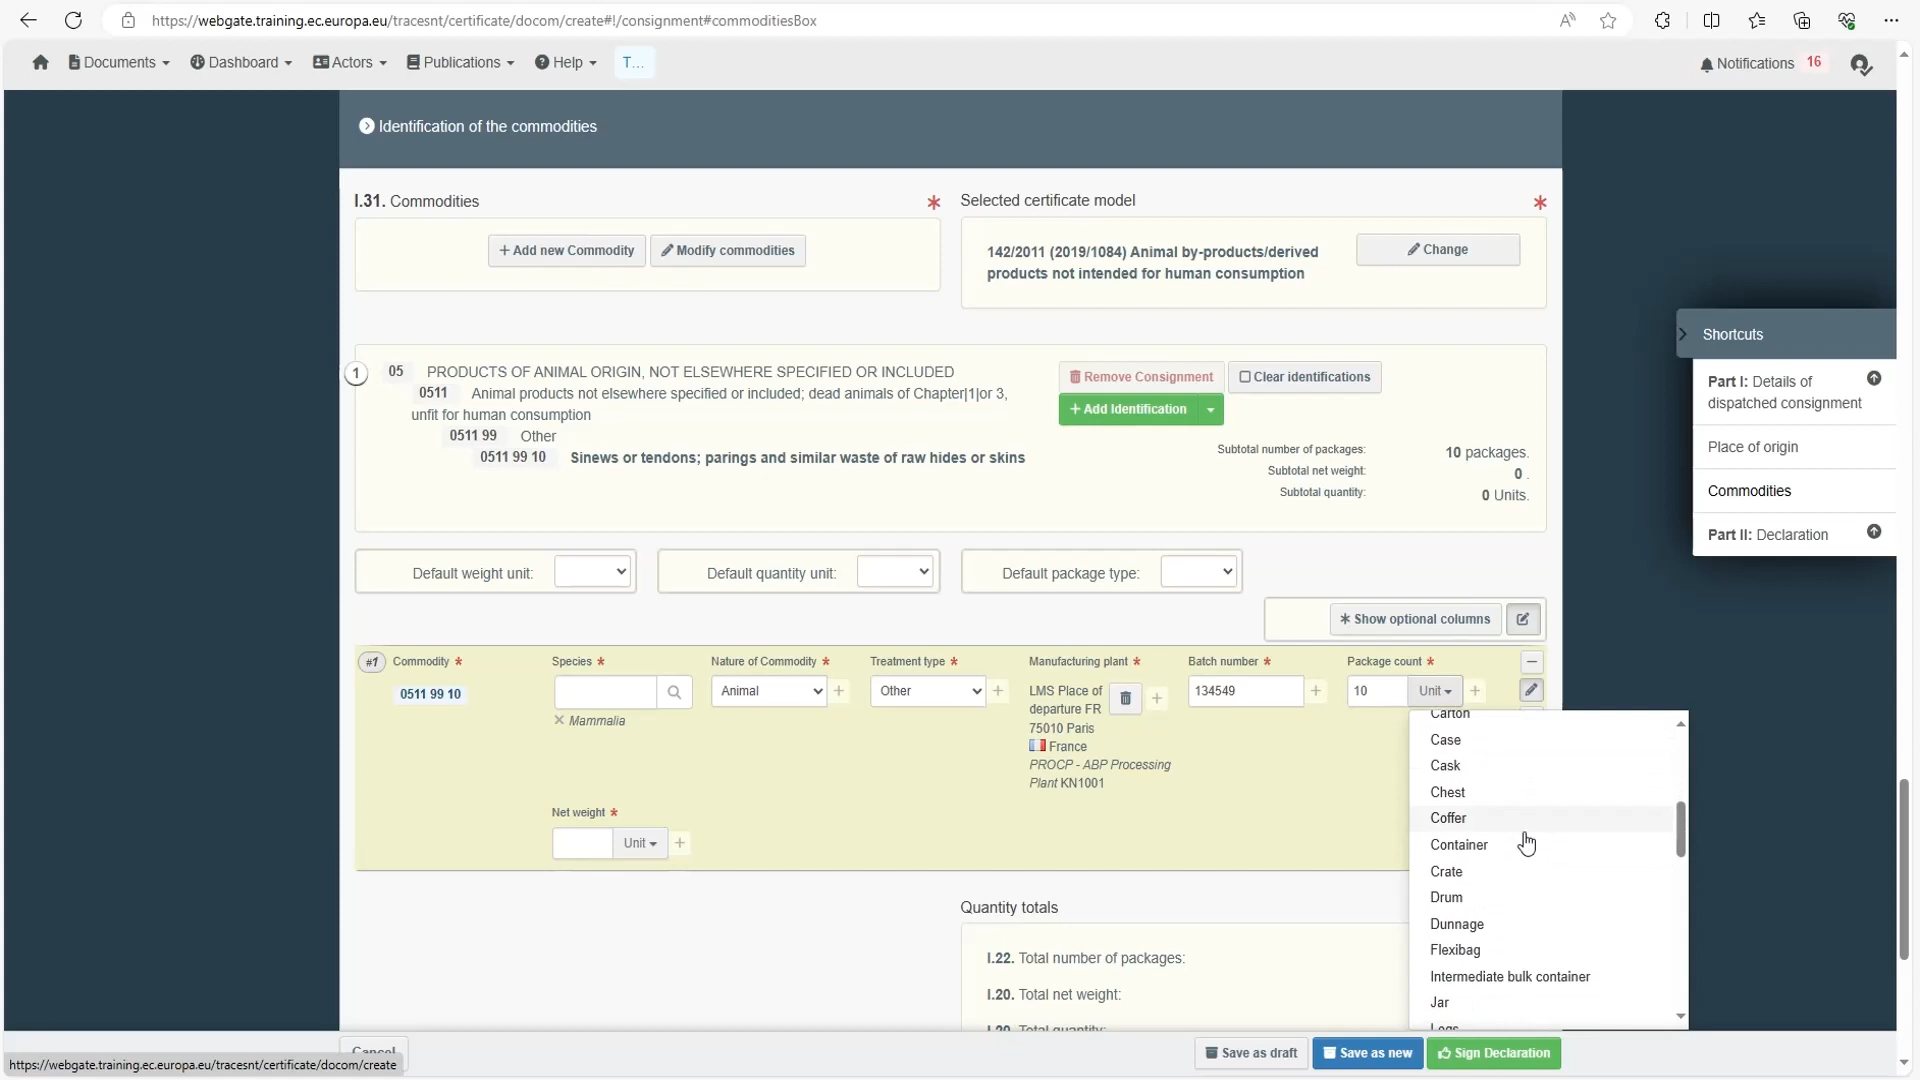 https://webgate.training.ec.europa.eu/tracesnt/certificate/docom/create#!/consignment#commoditiesBox
Documents
Dashboard
Actors
Publications
Help
T...
Notifications 16
Identification of the commodities
I.31. Commodities *
Selected certificate model *
+ Add new Commodity
Modify commodities
142/2011 (2019/1084) Animal by-products/derived
products not intended for human consumption
Change
Shortcuts
Part I: Details of
dispatched consignment
Place of origin
Commodities
Part II: Declaration
1
05 PRODUCTS OF ANIMAL ORIGIN, NOT ELSEWHERE SPECIFIED OR INCLUDED
0511 Animal products not elsewhere specified or included; dead animals of Chapter|1|or 3,
unfit for human consumption
0511 99 Other
0511 99 10 Sinews or tendons; parings and similar waste of raw hides or skins
Remove Consignment
Clear identifications
+ Add Identification
Subtotal number of packages: 10 packages.
Subtotal net weight: 0 .
Subtotal quantity: 0 Units.
Default weight unit:
Default quantity unit:
Default package type:
* Show optional columns
#1 Commodity * Species * Nature of Commodity * Treatment type * Manufacturing plant * Batch number * Package count *
0511 99 10
Mammalia
Animal
Other
LMS Place of
departure FR
75010 Paris
France
PROCP - ABP Processing
Plant KN1001
134549
10 Unit
Net weight *
Unit
Carton
Case
Cask
Chest
Coffer
Container
Crate
Drum
Dunnage
Flexibag
Intermediate bulk container
Jar
Logs
Quantity totals
I.22. Total number of packages:
I.20. Total net weight:
I.20. Total quantity:
Cancel
Save as draft
Save as new
Sign Declaration
https://webgate.training.ec.europa.eu/tracesnt/certificate/docom/create